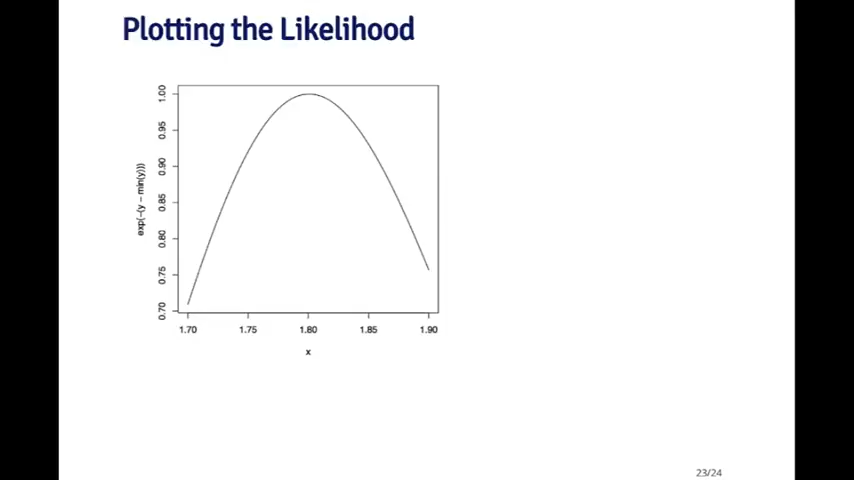 Plotting the Likelihood
exp(-(y - min(y)))
1.00
0.95
0.90
0.85
0.80
0.75
0.70
1.70 1.75 1.80 1.85 1.90
x
23/24